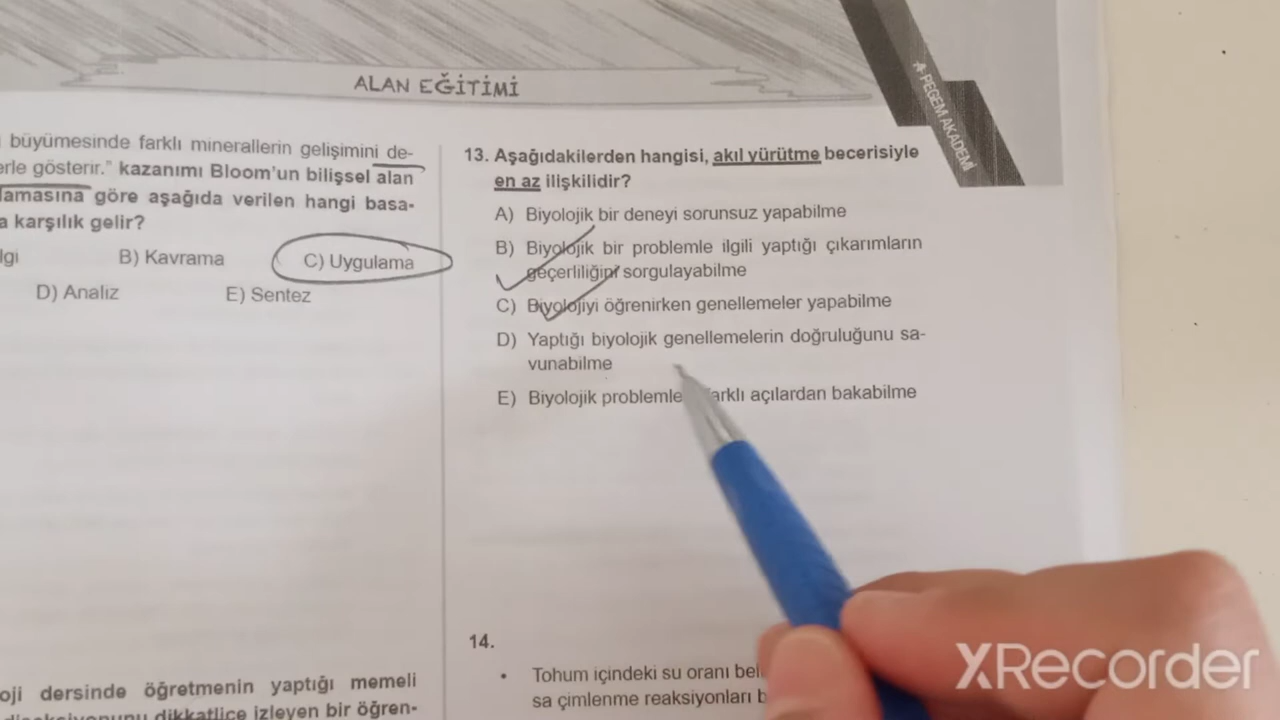 ALAN EĞİTİMİ
PEGEM AKADEMİ
büyümesinde farklı minerallerin gelişimini de-
gösterir." kazanımı Bloom'un bilişsel alan
göre aşağıda verilen hangi basa-
karşılık gelir?
B) Kavrama C) Uygulama
D) Analiz E) Sentez
dersinde öğretmenin yaptığı memeli
dikkatlice izleyen bir öğren-
13. Aşağıdakilerden hangisi, akıl yürütme becerisiyle
en az ilişkilidir?
A) Biyolojik bir deneyi sorunsuz yapabilme
B) Biyolojik bir problemle ilgili yaptığı çıkarımların
geçerliliğini sorgulayabilme
C) Biyolojiyi öğrenirken genellemeler yapabilme
D) Yaptığı biyolojik genellemelerin doğruluğunu sa-
vunabilme
E) Biyolojik açılardan bakabilme
14.
• Tohum içindeki su oranı
sa çimlenme reaksiyonları
XRecorder